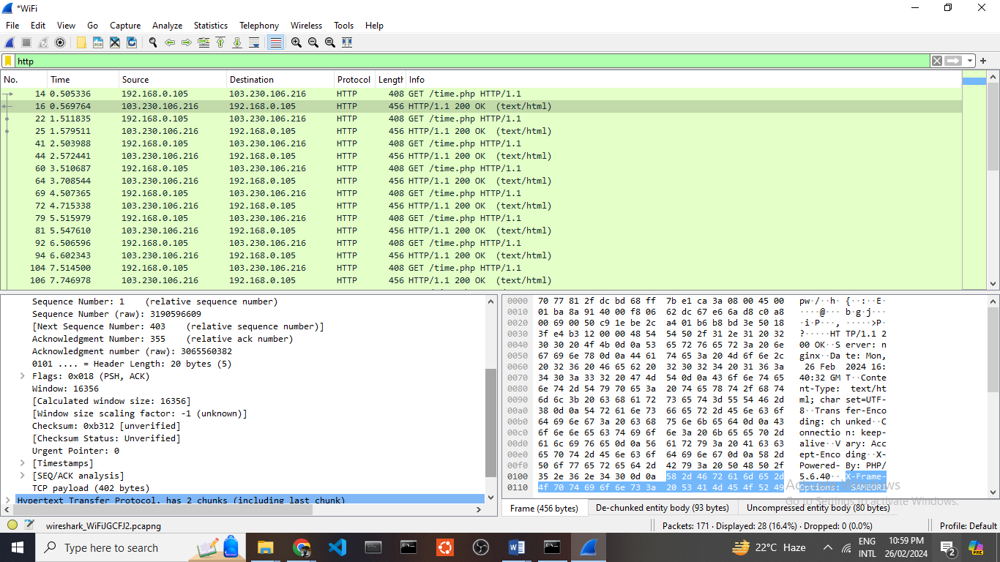 *WiFi
File Edit View Go Capture Analyze Statistics Telephony Wireless Tools Help
http
No. Time Source Destination Protocol Length Info
14 0.505336 192.168.0.105 103.230.106.216 HTTP 408 GET /time.php HTTP/1.1
16 0.569764 103.230.106.216 192.168.0.105 HTTP 456 HTTP/1.1 200 OK (text/html)
22 1.511835 192.168.0.105 103.230.106.216 HTTP 408 GET /time.php HTTP/1.1
25 1.579511 103.230.106.216 192.168.0.105 HTTP 456 HTTP/1.1 200 OK (text/html)
41 2.503988 192.168.0.105 103.230.106.216 HTTP 408 GET /time.php HTTP/1.1
44 2.572441 103.230.106.216 192.168.0.105 HTTP 456 HTTP/1.1 200 OK (text/html)
60 3.510687 192.168.0.105 103.230.106.216 HTTP 408 GET /time.php HTTP/1.1
64 3.708544 103.230.106.216 192.168.0.105 HTTP 456 HTTP/1.1 200 OK (text/html)
69 4.507365 192.168.0.105 103.230.106.216 HTTP 408 GET /time.php HTTP/1.1
72 4.715338 103.230.106.216 192.168.0.105 HTTP 456 HTTP/1.1 200 OK (text/html)
79 5.515979 192.168.0.105 103.230.106.216 HTTP 408 GET /time.php HTTP/1.1
81 5.547610 103.230.106.216 192.168.0.105 HTTP 456 HTTP/1.1 200 OK (text/html)
92 6.506596 192.168.0.105 103.230.106.216 HTTP 408 GET /time.php HTTP/1.1
94 6.602343 103.230.106.216 192.168.0.105 HTTP 456 HTTP/1.1 200 OK (text/html)
104 7.514500 192.168.0.105 103.230.106.216 HTTP 408 GET /time.php HTTP/1.1
106 7.746978 103.230.106.216 192.168.0.105 HTTP 456 HTTP/1.1 200 OK (text/html)
Sequence Number: 1 (relative sequence number)
Sequence Number (raw): 3190596609
[Next Sequence Number: 403 (relative sequence number)]
Acknowledgment Number: 355 (relative ack number)
Acknowledgment number (raw): 3065560382
0101 .... = Header Length: 20 bytes (5)
Flags: 0x018 (PSH, ACK)
Window: 16356
[Calculated window size: 16356]
[Window size scaling factor: -1 (unknown)]
Checksum: 0xb312 [unverified]
[Checksum Status: Unverified]
Urgent Pointer: 0
[Timestamps]
[SEQ/ACK analysis]
TCP payload (402 bytes)
Hypertext Transfer Protocol, has 2 chunks (including last chunk)
0000 70 77 81 2f dc bd 68 ff 7b e1 ca 3a 08 00 45 00 pw·/··h· {··:··E·
0010 01 ba 8a 91 40 00 f0 06 62 dc 67 e6 6a d8 c0 a8 ····@··· b·g·j···
0020 00 69 00 50 c9 1e be 2c a4 01 b6 b8 bd 3e 50 18 ·i·P···, ·····>P·
0030 3f e4 b3 12 00 00 48 54 54 50 2f 31 2e 31 20 32 ?·····HT TP/1.1 2
0040 30 30 20 4f 4b 0d 0a 53 65 72 76 65 72 3a 20 6e 00 OK··S erver: n
0050 67 69 6e 78 0d 0a 44 61 74 65 3a 20 4d 6f 6e 2c ginx··Da te: Mon,
0060 20 32 36 20 46 65 62 20 32 30 32 34 20 31 36 3a 26 Feb 2024 16:
0070 34 30 3a 33 32 20 47 4d 54 0d 0a 43 6f 6e 74 65 40:32 GM T··Conte
0080 6e 74 2d 54 79 70 65 3a 20 74 65 78 74 2f 68 74 nt-Type: text/ht
0090 6d 6c 3b 20 63 68 61 72 73 65 74 3d 55 54 46 2d ml; char set=UTF-
00a0 38 0d 0a 54 72 61 6e 73 66 65 72 2d 45 6e 63 6f 8··Trans fer-Enco
00b0 64 69 6e 67 3a 20 63 68 75 6e 6b 65 64 0d 0a 43 ding: ch unked··C
00c0 6f 6e 6e 65 63 74 69 6f 6e 3a 20 6b 65 65 70 2d onnectio n: keep-
00d0 61 6c 69 76 65 0d 0a 56 61 72 79 3a 20 41 63 63 alive··V ary: Acc
00e0 65 70 74 2d 45 6e 63 6f 64 69 6e 67 0d 0a 58 2d ept-Enco ding··X-
00f0 50 6f 77 65 72 65 64 2d 42 79 3a 20 50 48 50 2f Powered- By: PHP/
0100 35 2e 36 2e 34 30 0d 0a 58 2d 46 72 61 6d 65 2d 5.6.40·· X-Frame-
0110 4f 70 74 69 6f 6e 73 3a 20 53 41 4d 45 4f 52 49 Options: SAMEORI
Activate Windows
Go to Settings to activate Windows.
Frame (456 bytes) De-chunked entity body (93 bytes) Uncompressed entity body (80 bytes)
wireshark_WiFiJGCFJ2.pcapng Packets: 171 · Displayed: 28 (16.4%) · Dropped: 0 (0.0%) Profile: Default
Type here to search 22°C Haze ENG INTL 10:59 PM 26/02/2024 2 PRE